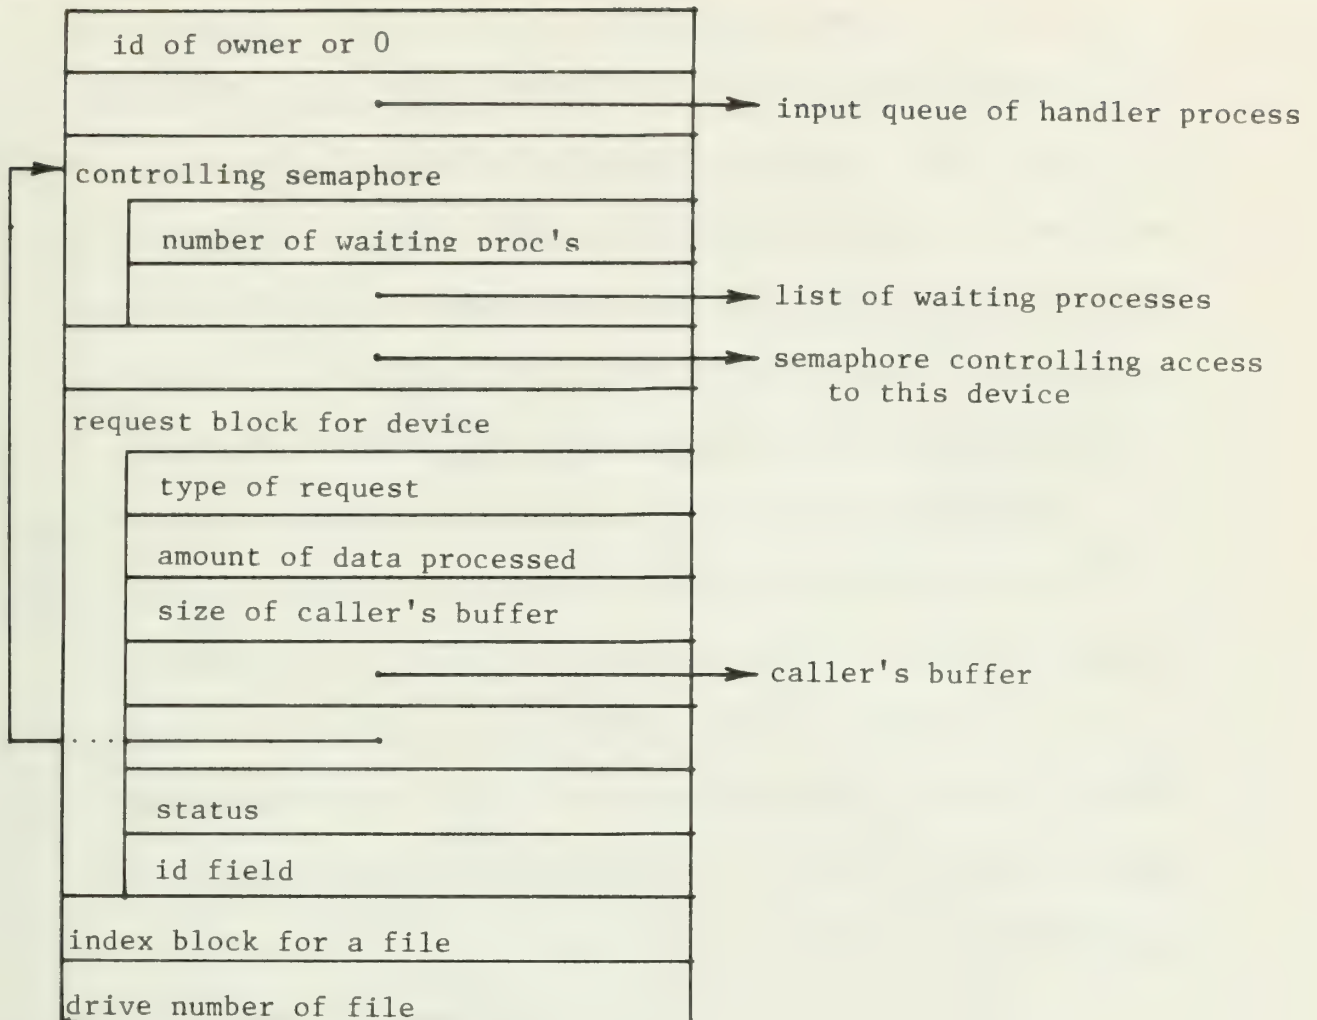 id of owner or 0
input queue of handler process
controlling semaphore
number of waiting proc's
list of waiting processes
semaphore controlling access
to this device
request block for device
type of request
amount of data processed
size of caller's buffer
caller's buffer
....
status
id field
index block for a file
drive number of file